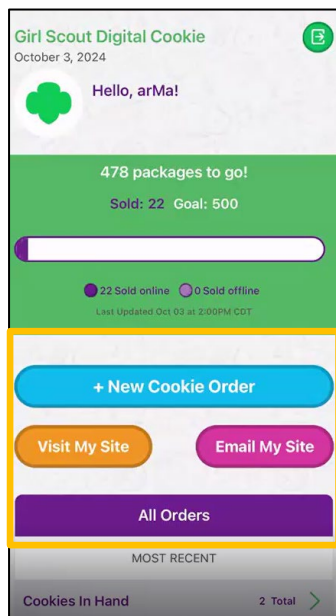 Girl Scout Digital Cookie
October 3, 2024
Hello, arMa!
478 packages to go!
Sold: 22 Goal: 500
22 Sold online 0 Sold offline
Last Updated Oct 03 at 2:00PM CDT
+ New Cookie Order
Visit My Site Email My Site
All Orders
MOST RECENT
Cookies In Hand 2 Total